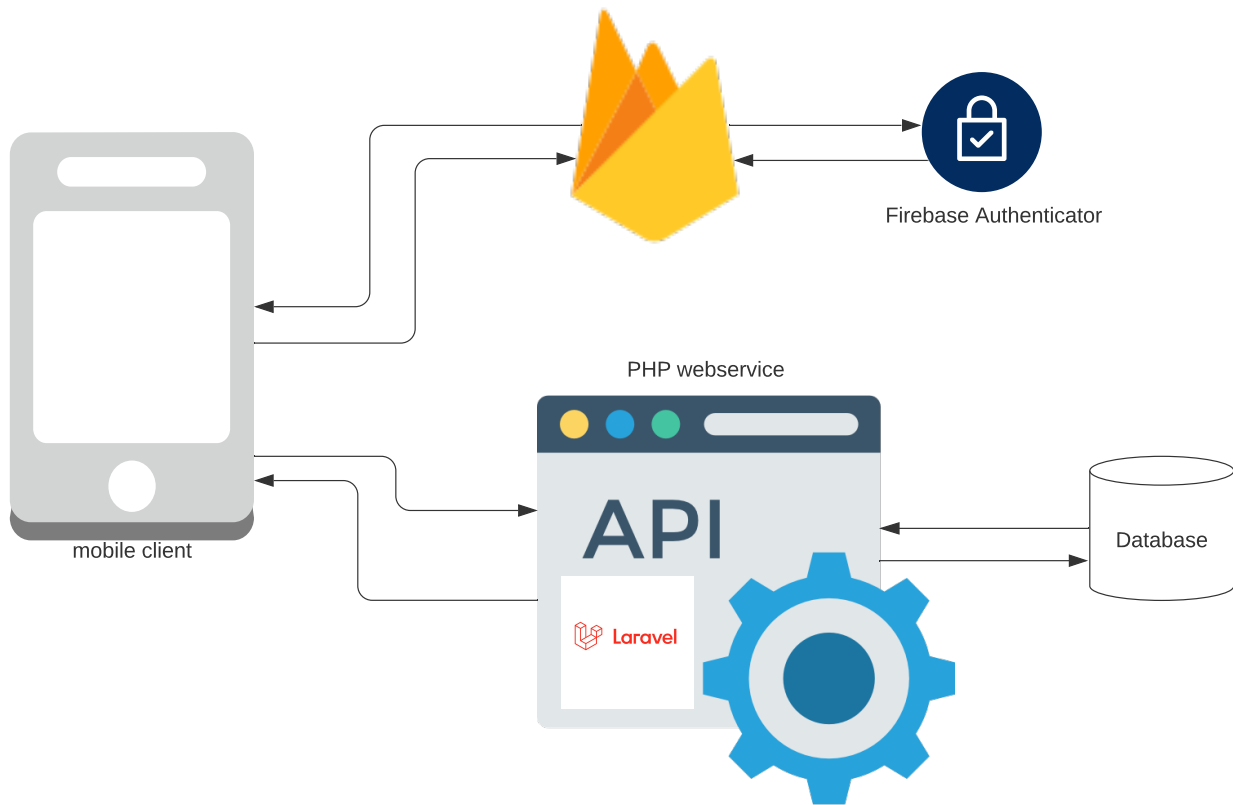 Firebase Authenticator
PHP webservice
API
Laravel
mobile client
Database